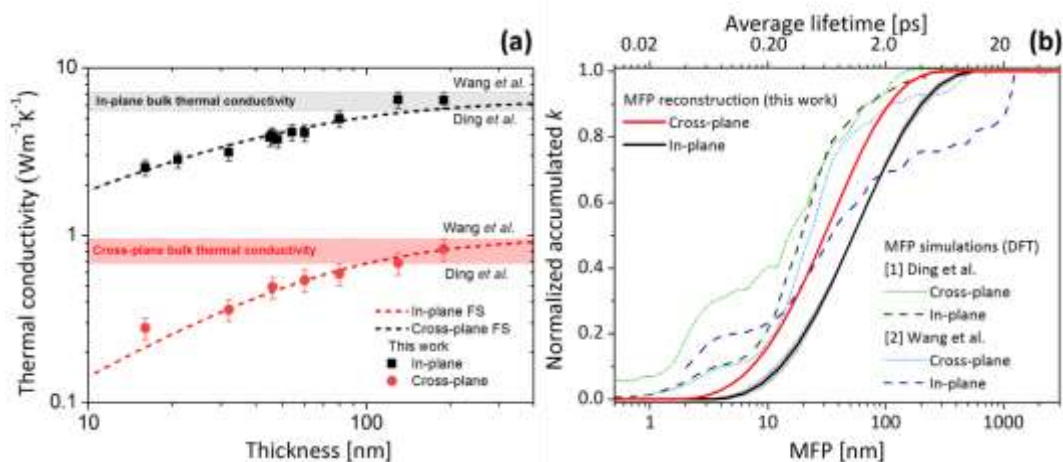 (a)
Thermal conductivity (Wm⁻¹K⁻¹)
10
1
0.1
In-plane bulk thermal conductivity
Wang et al.
Ding et al.
Cross-plane bulk thermal conductivity
Wang et al.
Ding et al.
In-plane FS
Cross-plane FS
This work
In-plane
Cross-plane
10
100
Thickness [nm]
Average lifetime [ps]
0.02
0.20
2.0
20
(b)
Normalized accumulated k
1.0
0.8
0.6
0.4
0.2
0.0
MFP reconstruction (this work)
Cross-plane
In-plane
MFP simulations (DFT)
[1] Ding et al.
Cross-plane
In-plane
[2] Wang et al.
Cross-plane
In-plane
1
10
100
1000
MFP [nm]